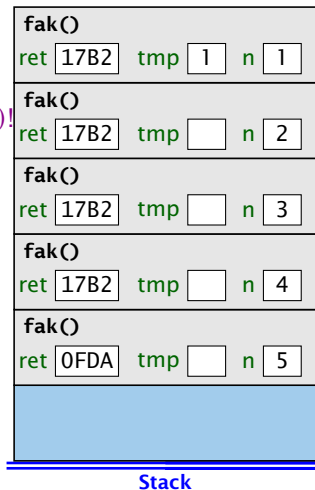 fak()
ret 17B2 tmp 1 n 1
)!
fak()
ret 17B2 tmp n 2
fak()
ret 17B2 tmp n 3
fak()
ret 17B2 tmp n 4
fak()
ret 0FDA tmp n 5
Stack